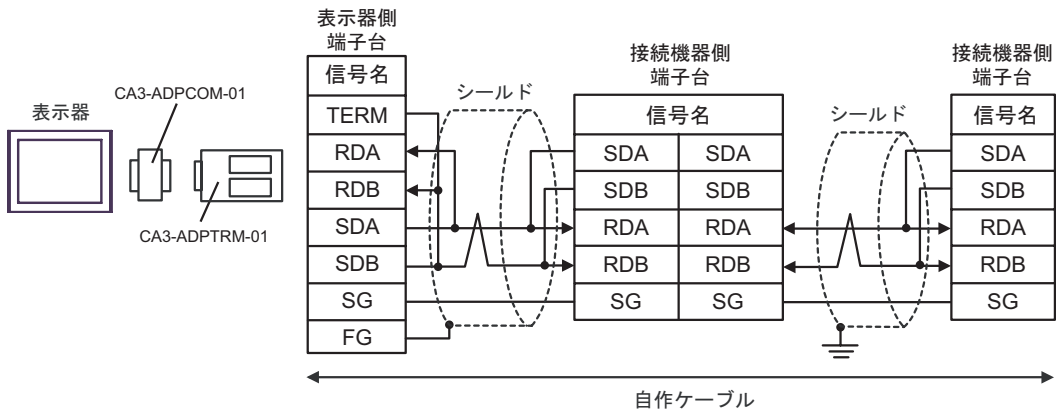 表示器
CA3-ADPCOM-01
CA3-ADPTRM-01
表示器側
端子台
信号名
TERM
RDA
RDB
SDA
SDB
SG
FG
シールド
接続機器側
端子台
信号名
SDA SDA
SDB SDB
RDA RDA
RDB RDB
SG SG
シールド
接続機器側
端子台
信号名
SDA
SDB
RDA
RDB
SG
自作ケーブル